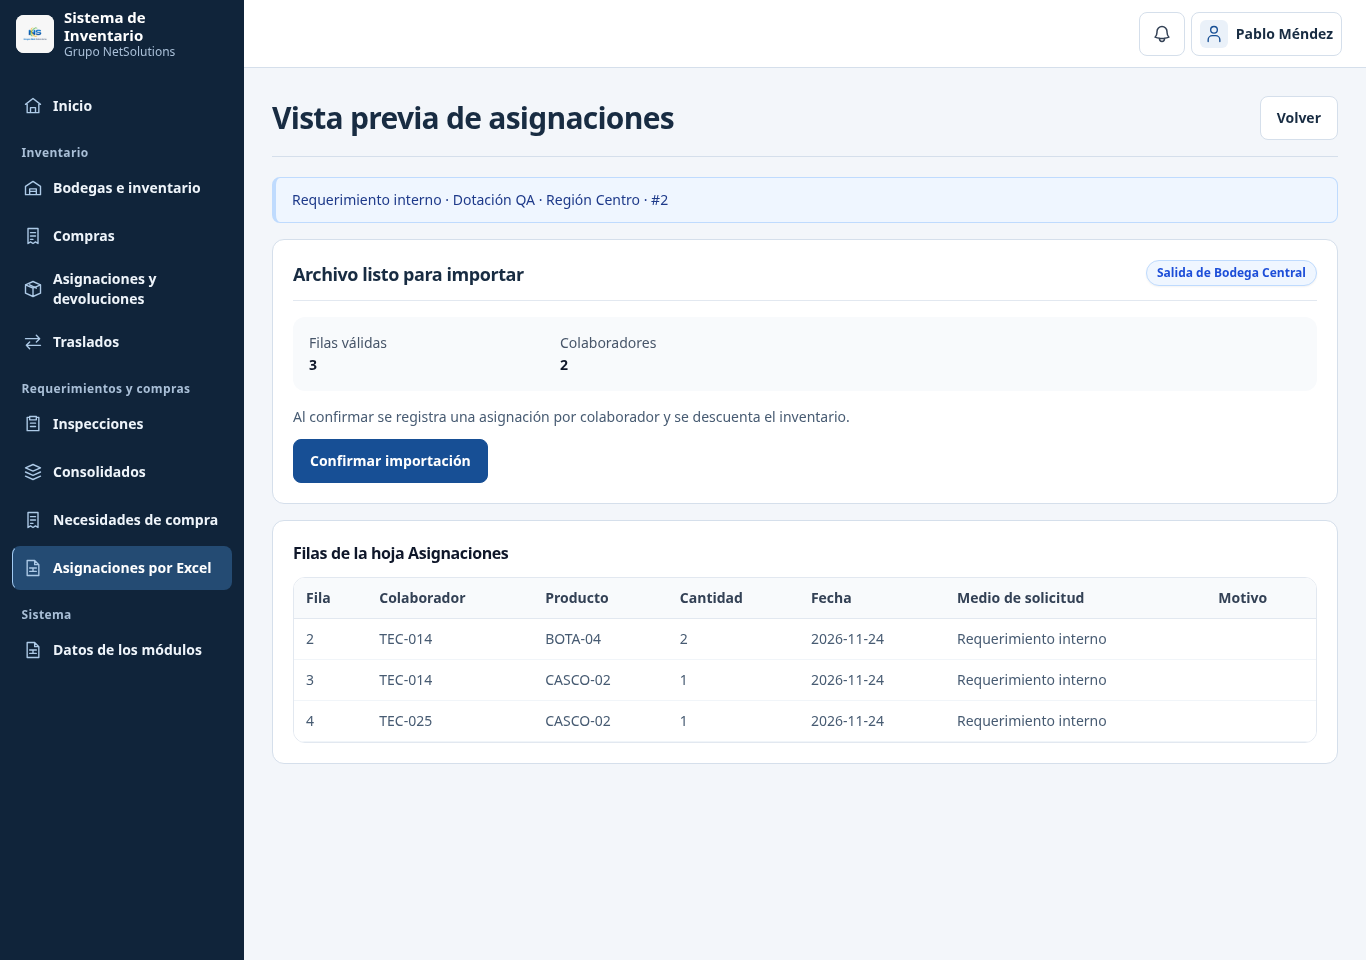 Sistema de
Inventario
Grupo NetSolutions
Inicio
Inventario
Bodegas e inventario
Compras
Asignaciones y
devoluciones
Traslados
Requerimientos y compras
Inspecciones
Consolidados
Necesidades de compra
Asignaciones por Excel
Sistema
Datos de los módulos
Pablo Méndez
Vista previa de asignaciones
Volver
Requerimiento interno · Dotación QA · Región Centro · #2
Archivo listo para importar
Salida de Bodega Central
Filas válidas Colaboradores
3 2
Al confirmar se registra una asignación por colaborador y se descuenta el inventario.
Confirmar importación
Filas de la hoja Asignaciones
Fila Colaborador Producto Cantidad Fecha Medio de solicitud Motivo
2 TEC-014 BOTA-04 2 2026-11-24 Requerimiento interno
3 TEC-014 CASCO-02 1 2026-11-24 Requerimiento interno
4 TEC-025 CASCO-02 1 2026-11-24 Requerimiento interno